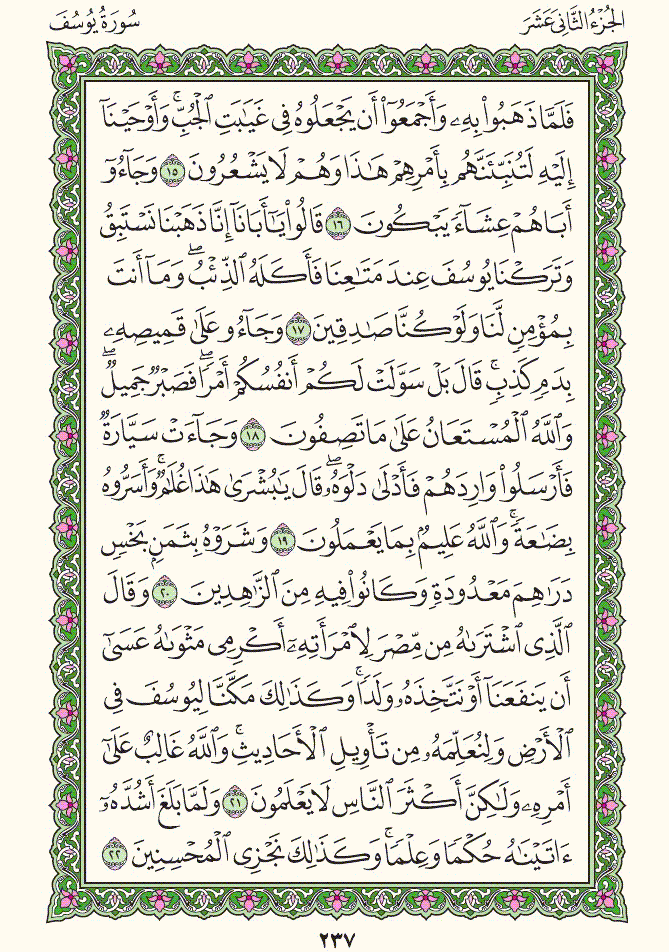 الجُزْءُ الثَّانِي عَشَرَ سُورَةُ يُوسُفَ
فَلَمَّا ذَهَبُواْ بِهِۦ وَأَجْمَعُوٓاْ أَن يَجْعَلُوهُ فِي غَيَٰبَتِ ٱلْجُبِّۚ وَأَوْحَيْنَآ
إِلَيْهِ لَتُنَبِّئَنَّهُم بِأَمْرِهِمْ هَٰذَا وَهُمْ لَا يَشْعُرُونَ ١٥ وَجَآءُوٓ
أَبَاهُمْ عِشَآءً يَبْكُونَ ١٦ قَالُواْ يَٰٓأَبَانَآ إِنَّا ذَهَبْنَا نَسْتَبِقُ
وَتَرَكْنَا يُوسُفَ عِندَ مَتَٰعِنَا فَأَكَلَهُ ٱلذِّئْبُۖ وَمَآ أَنتَ
بِمُؤْمِنٍ لَّنَا وَلَوْ كُنَّا صَٰدِقِينَ ١٧ وَجَآءُو عَلَىٰ قَمِيصِهِۦ
بِدَمٍ كَذِبٍۚ قَالَ بَلْ سَوَّلَتْ لَكُمْ أَنفُسُكُمْ أَمْرًاۖ فَصَبْرٌ جَمِيلٌۖ
وَٱللَّهُ ٱلْمُسْتَعَانُ عَلَىٰ مَا تَصِفُونَ ١٨ وَجَآءَتْ سَيَّارَةٌ
فَأَرْسَلُواْ وَارِدَهُمْ فَأَدْلَىٰ دَلْوَهُۥۖ قَالَ يَٰبُشْرَىٰ هَٰذَا غُلَٰمٌۚ وَأَسَرُّوهُ
بِضَٰعَةًۚ وَٱللَّهُ عَلِيمٌۢ بِمَا يَعْمَلُونَ ١٩ وَشَرَوْهُ بِثَمَنٍۭ بَخْسٍ
دَرَٰهِمَ مَعْدُودَةٍ وَكَانُواْ فِيهِ مِنَ ٱلزَّٰهِدِينَ ٢٠ وَقَالَ
ٱلَّذِي ٱشْتَرَىٰهُ مِن مِّصْرَ لِٱمْرَأَتِهِۦٓ أَكْرِمِي مَثْوَىٰهُ عَسَىٰٓ
أَن يَنفَعَنَآ أَوْ نَتَّخِذَهُۥ وَلَدًاۚ وَكَذَٰلِكَ مَكَّنَّا لِيُوسُفَ فِي
ٱلْأَرْضِ وَلِنُعَلِّمَهُۥ مِن تَأْوِيلِ ٱلْأَحَادِيثِۚ وَٱللَّهُ غَالِبٌ عَلَىٰٓ
أَمْرِهِۦ وَلَٰكِنَّ أَكْثَرَ ٱلنَّاسِ لَا يَعْلَمُونَ ٢١ وَلَمَّا بَلَغَ أَشُدَّهُۥٓ
ءَاتَيْنَٰهُ حُكْمًا وَعِلْمًاۚ وَكَذَٰلِكَ نَجْزِي ٱلْمُحْسِنِينَ ٢٢
٢٣٧